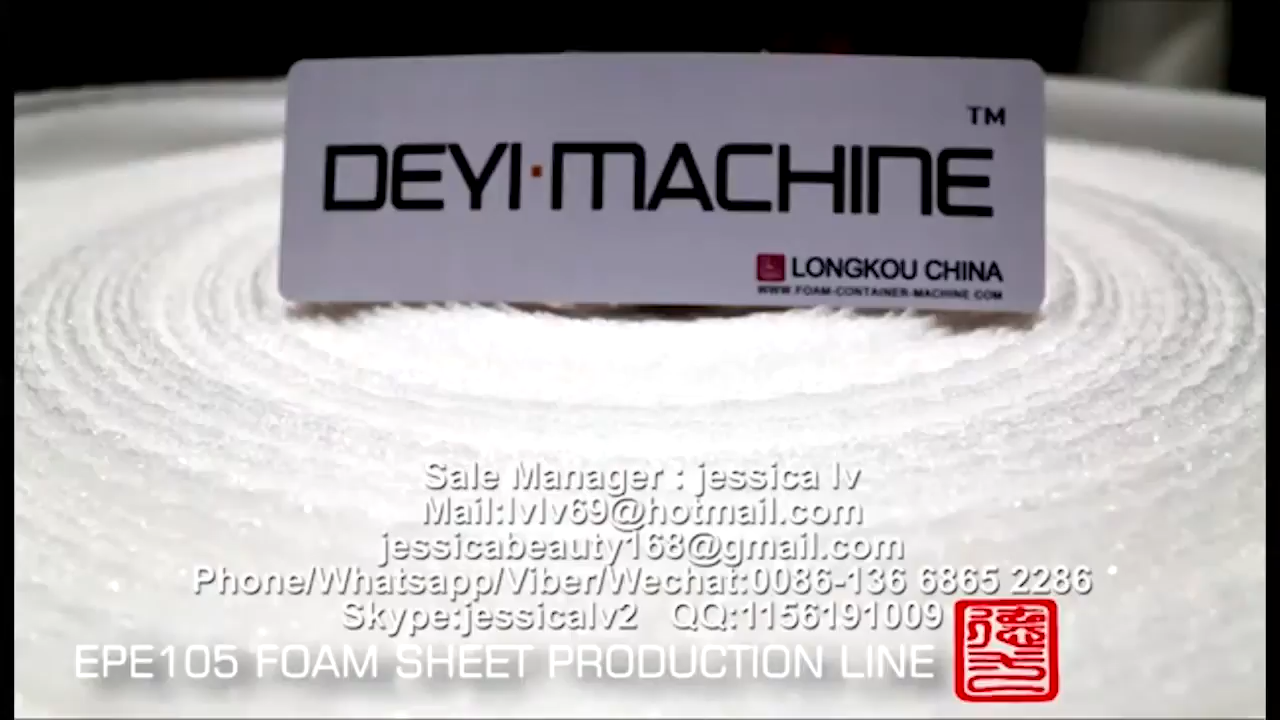 TM
DEYI·MACHINE
LONGKOU CHINA
WWW.FOAM-CONTAINER-MACHINE.COM
Sale Manager : jessica lv
Mail:lvlv69@hotmail.com
jessicabeauty168@gmail.com
Phone/Whatsapp/Viber/Wechat:0086-136 6865 2286
Skype:jessicalv2 QQ:1156191009
EPE105 FOAM SHEET PRODUCTION LINE